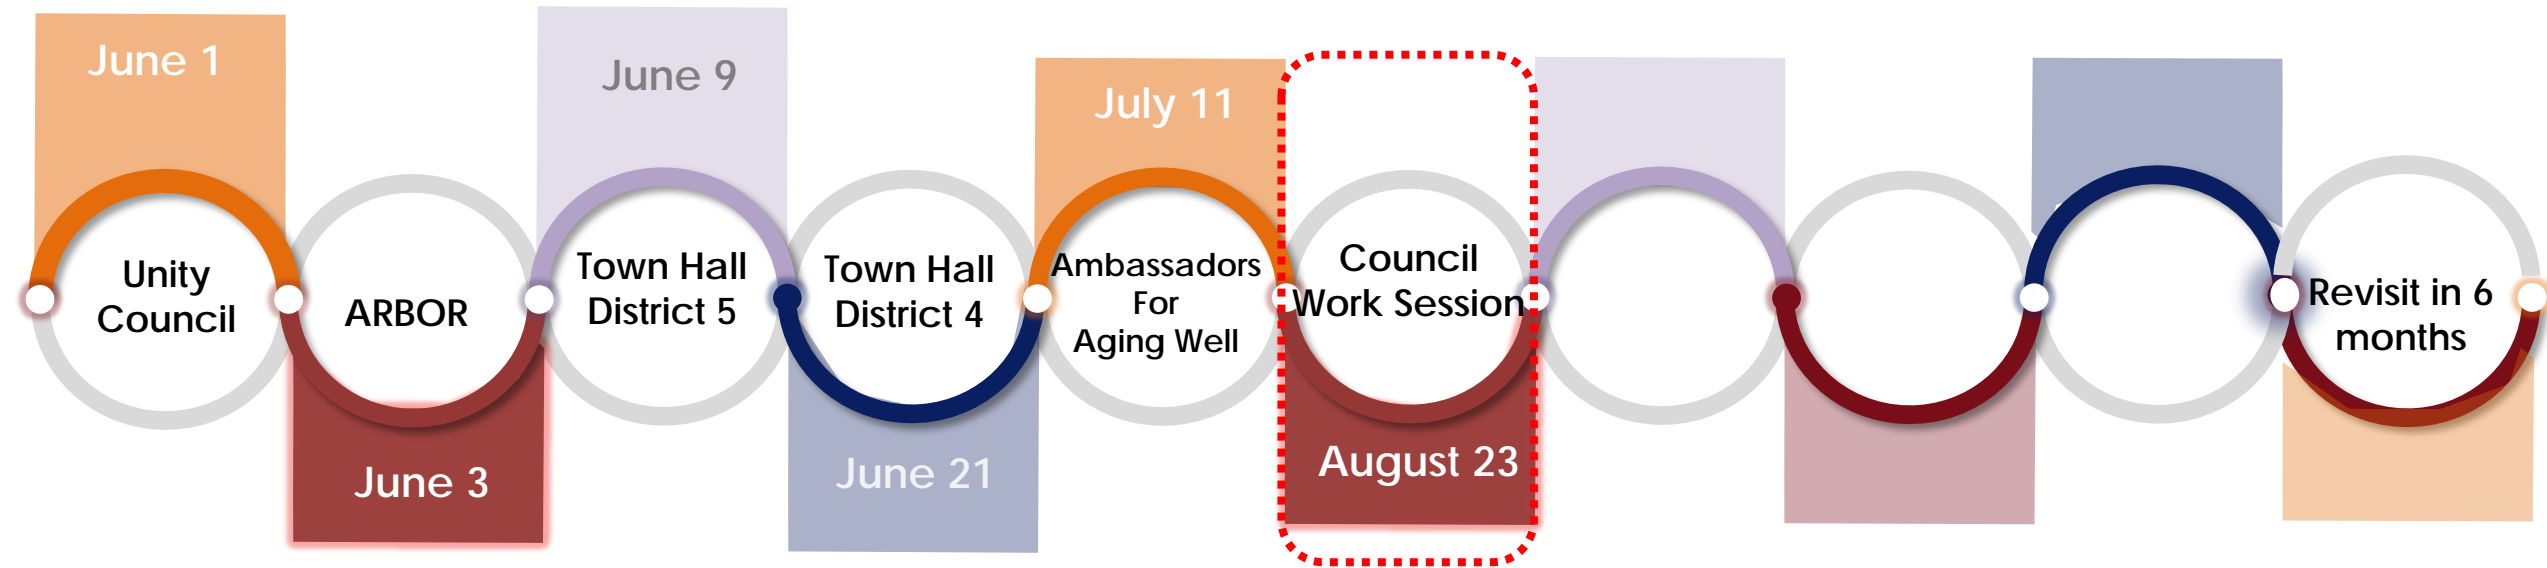 June 1
Unity
Council
ARBOR
June 3
June 9
Town Hall
District 5
Town Hall
District 4
June 21
July 11
Ambassadors
For
Aging Well
Council
Work Session
August 23
Revisit in 6
months